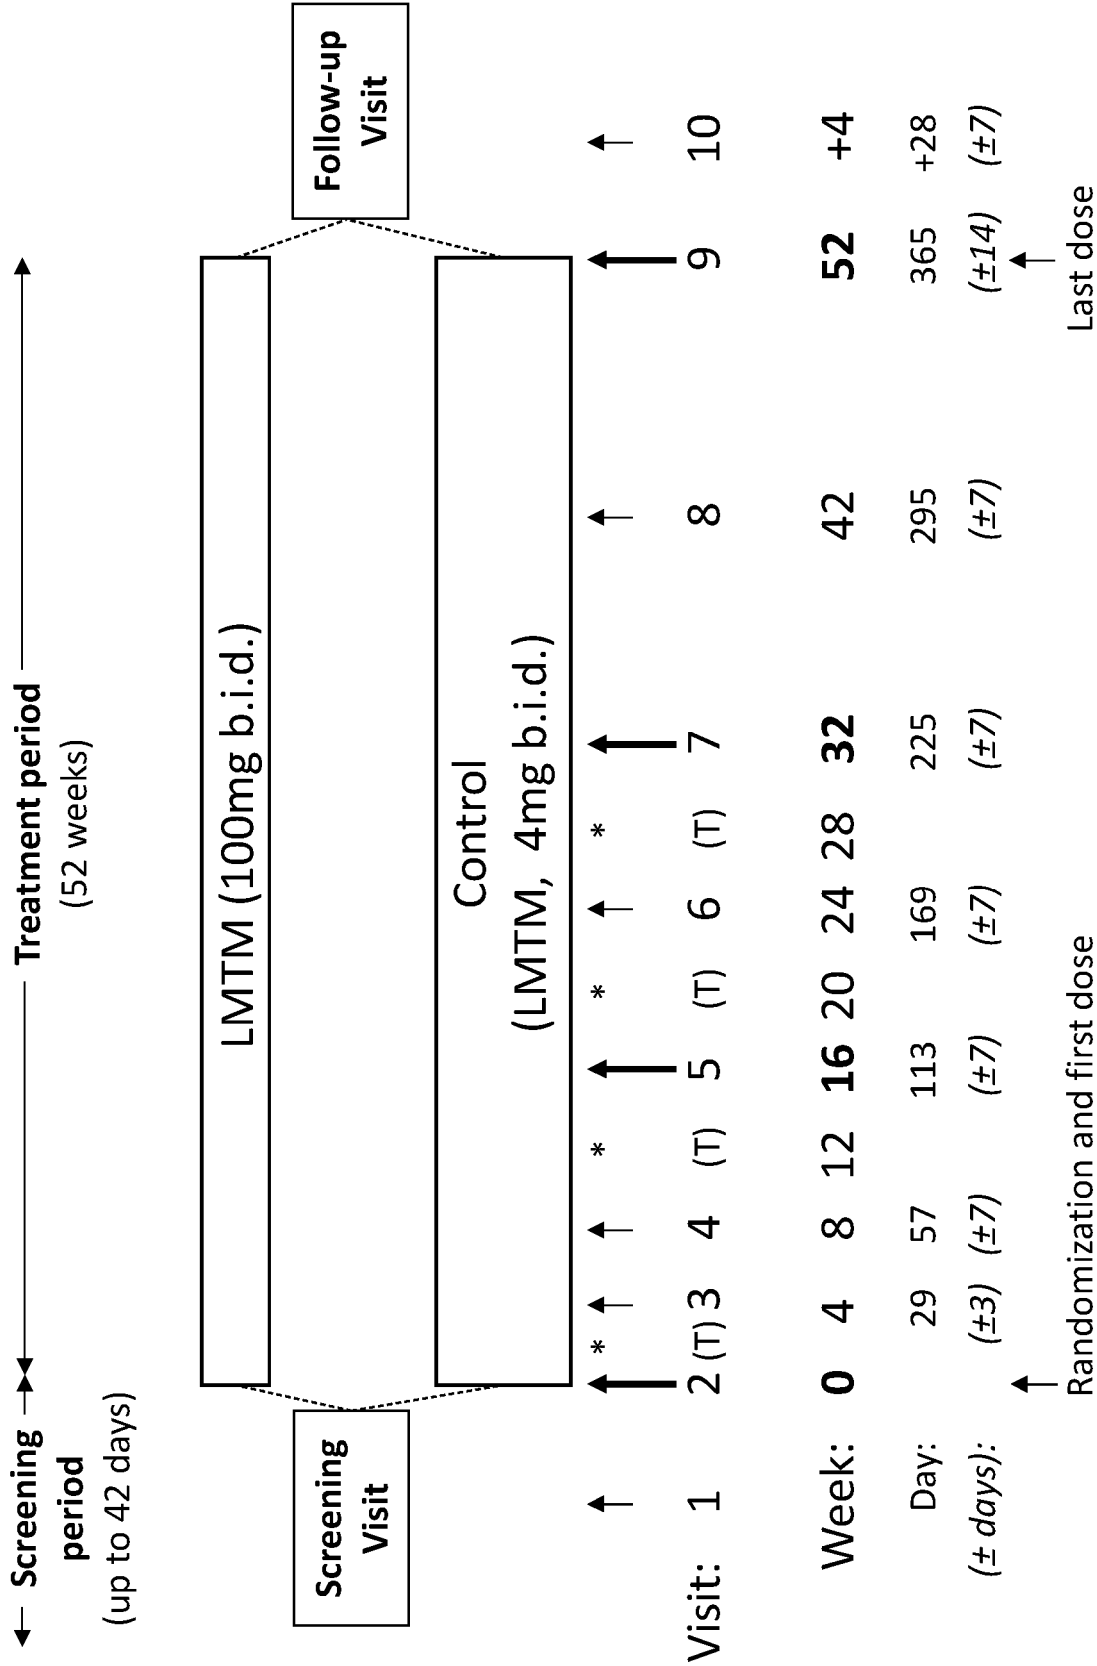 Screening
period
(up to 42 days)
Treatment period
(52 weeks)
LMTM (100mg b.i.d.)
Screening
Visit
Follow-up
Visit
Control
(LMTM, 4mg b.i.d.)
* * * *
Visit: 1 2 (T) 3 4 (T) 5 (T) 6 (T) 7 8 9 10
Week: 0 4 8 12 16 20 24 28 32 42 52 +4
Day: 29 57 113 169 225 295 365 +28
(± days): (±3) (±7) (±7) (±7) (±7) (±7) (±14) (±7)
Randomization and first dose
Last dose